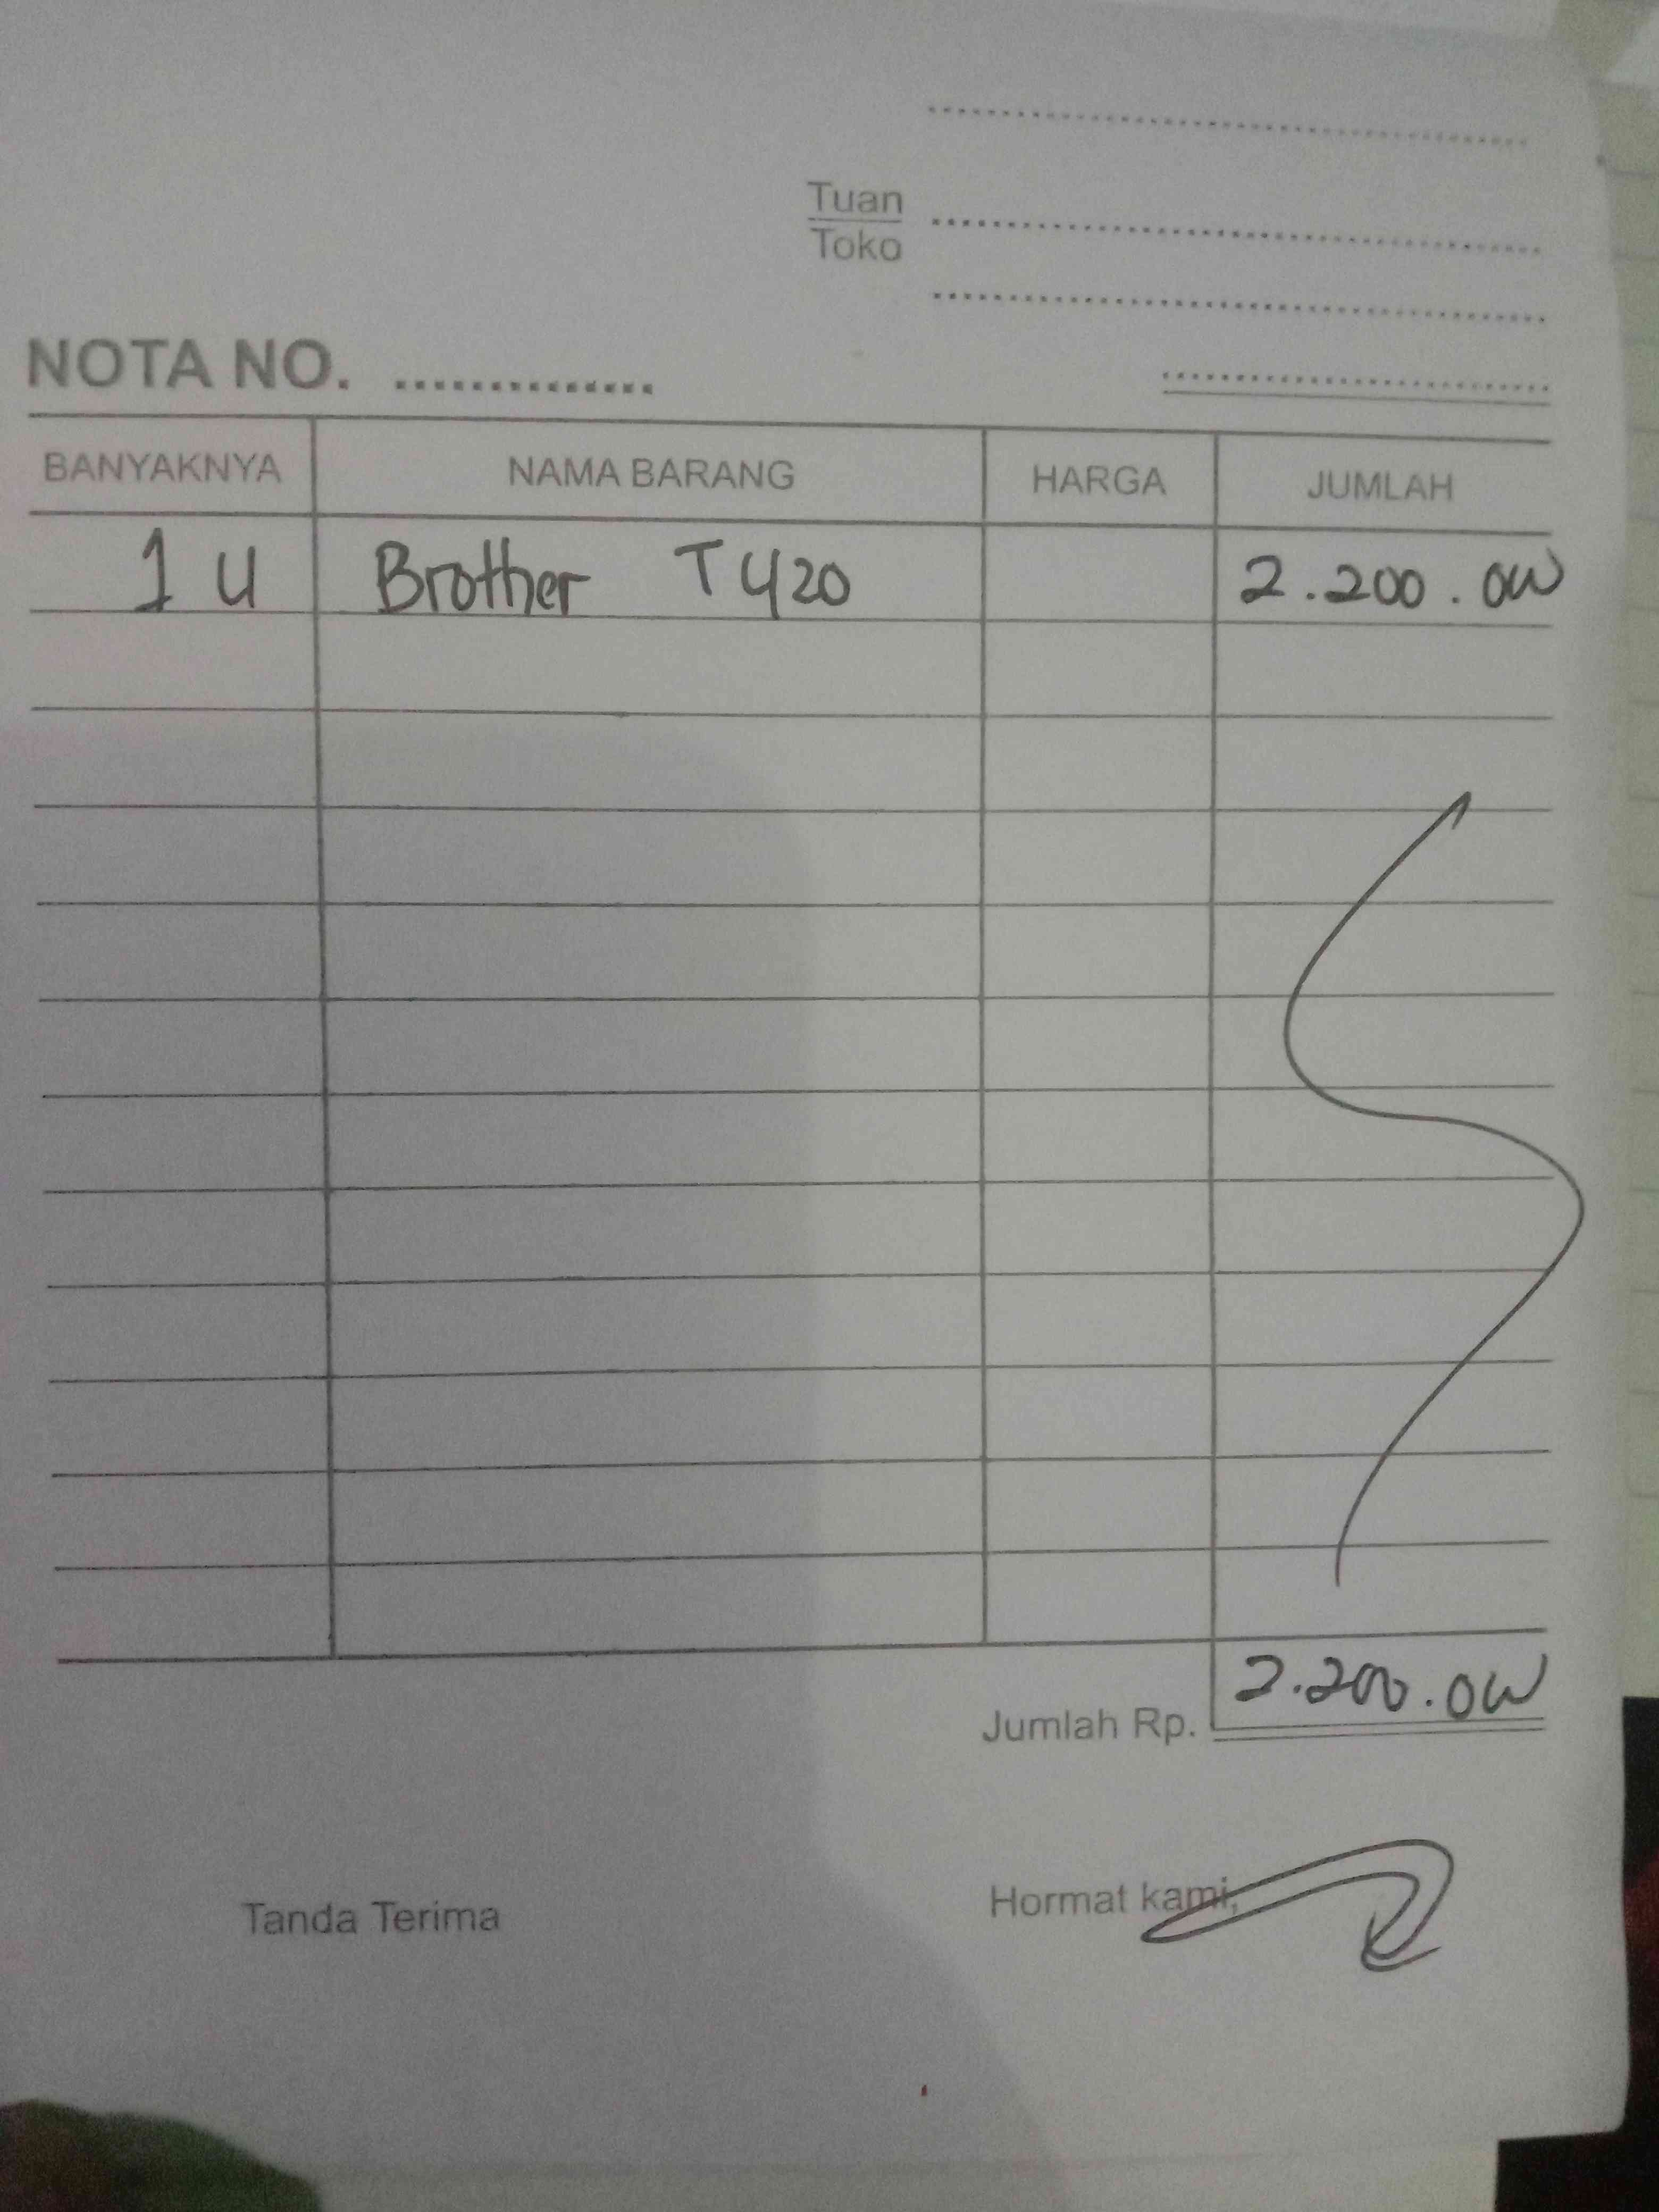 Tuan
Toko
NOTA NO. ..............
BANYAKNYA NAMA BARANG HARGA JUMLAH
1 U Brother T420 2.200.000
Jumlah Rp. 2.200.000
Tanda Terima Hormat kami,